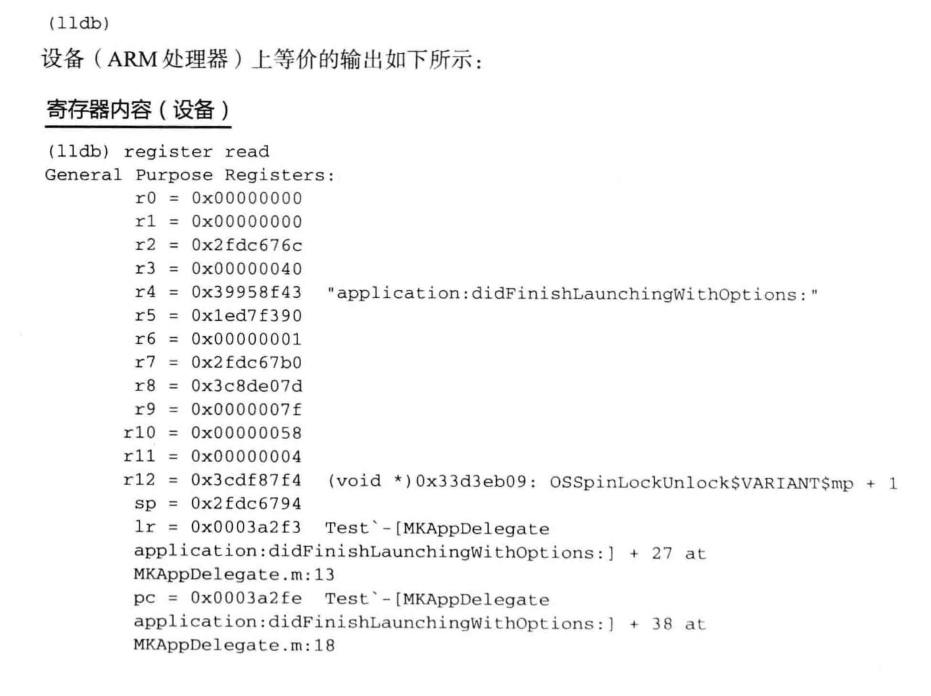 (lldb)
设备（ARM 处理器）上等价的输出如下所示：
寄存器内容（设备）
(lldb) register read
General Purpose Registers:
r0 = 0x00000000
r1 = 0x00000000
r2 = 0x2fdc676c
r3 = 0x00000040
r4 = 0x39958f43 "application:didFinishLaunchingWithOptions:"
r5 = 0x1ed7f390
r6 = 0x00000001
r7 = 0x2fdc67b0
r8 = 0x3c8de07d
r9 = 0x0000007f
r10 = 0x00000058
r11 = 0x00000004
r12 = 0x3cdf87f4 (void *)0x33d3eb09: OSSpinLockUnlock$VARIANT$mp + 1
sp = 0x2fdc6794
lr = 0x0003a2f3 Test`-[MKAppDelegate
application:didFinishLaunchingWithOptions:] + 27 at
MKAppDelegate.m:13
pc = 0x0003a2fe Test`-[MKAppDelegate
application:didFinishLaunchingWithOptions:] + 38 at
MKAppDelegate.m:18